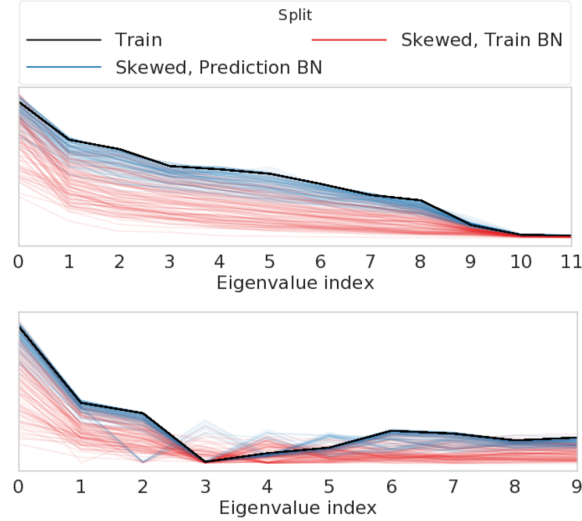 Split
Train
Skewed, Train BN
Skewed, Prediction BN
0 1 2 3 4 5 6 7 8 9 10 11
Eigenvalue index
0 1 2 3 4 5 6 7 8 9
Eigenvalue index